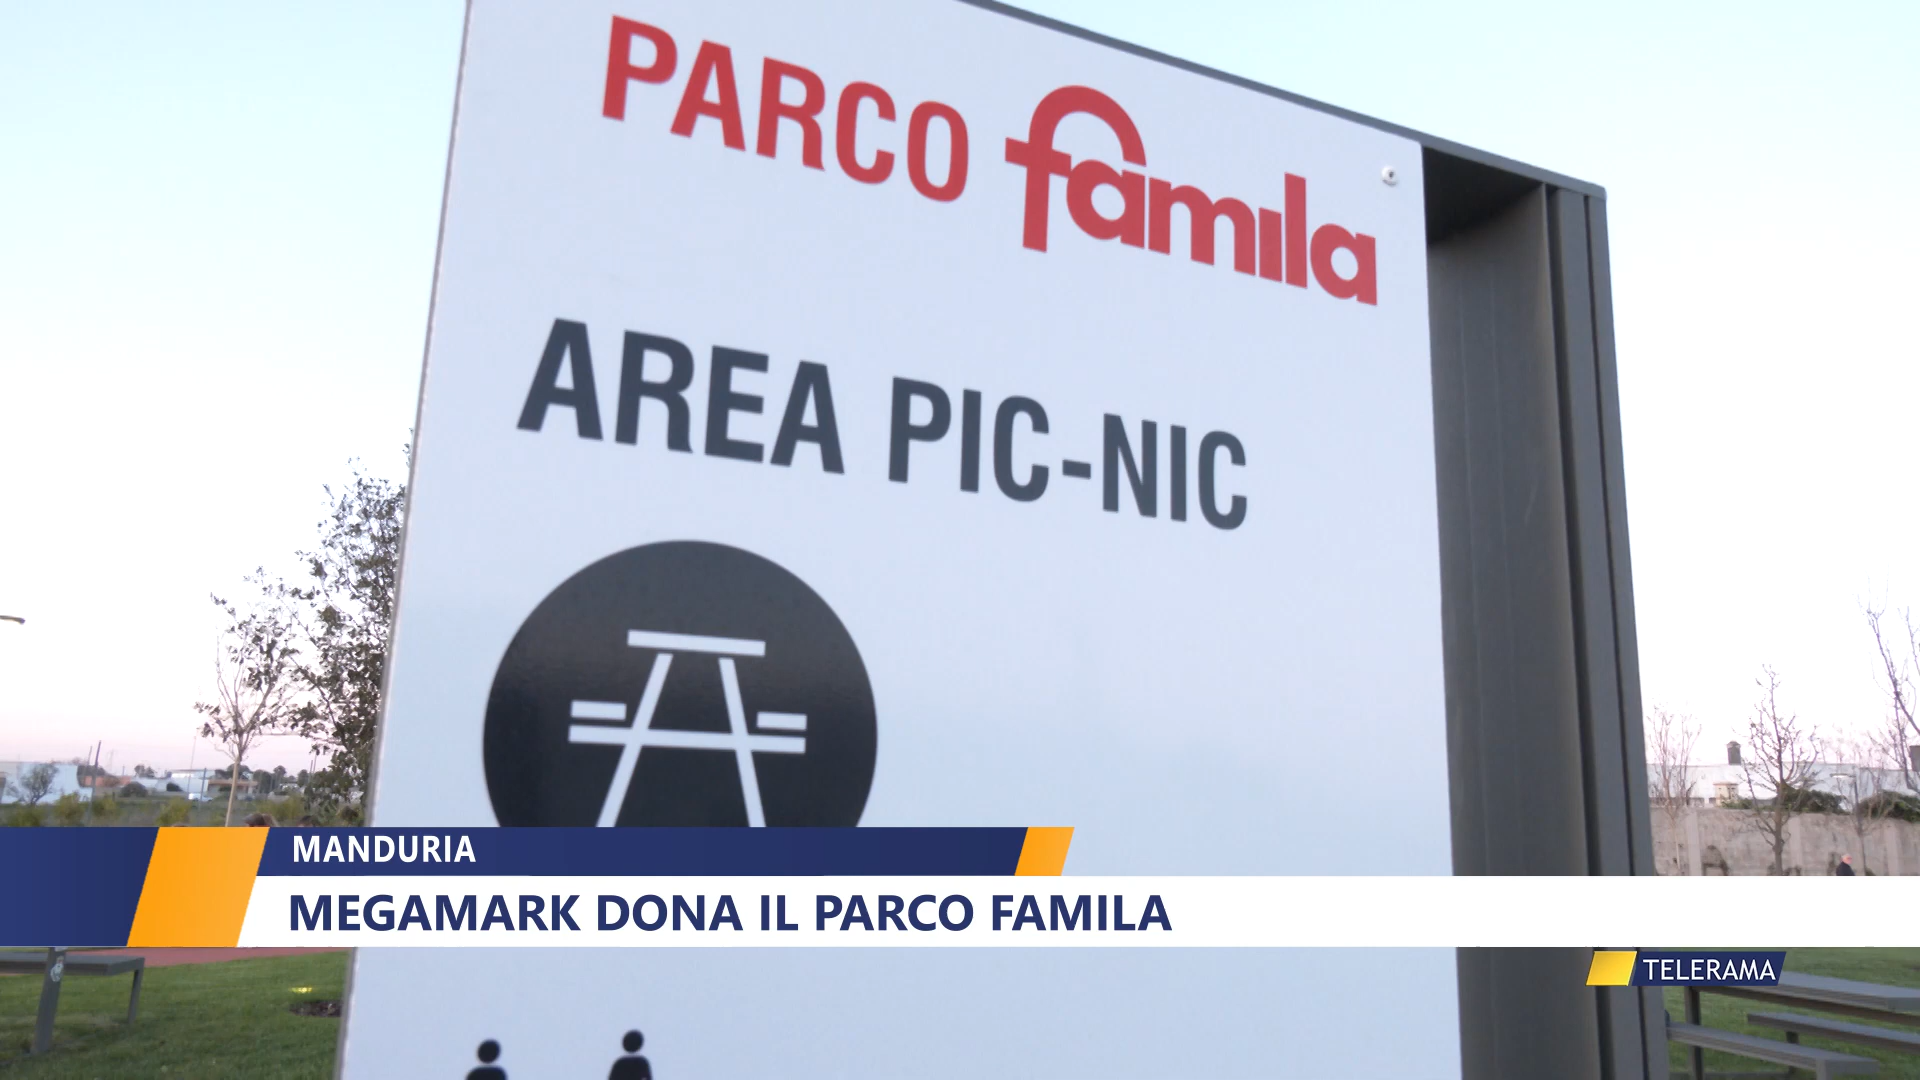 PARCO famila
AREA PIC-NIC
MANDURIA
MEGAMARK DONA IL PARCO FAMILA
TELERAMA